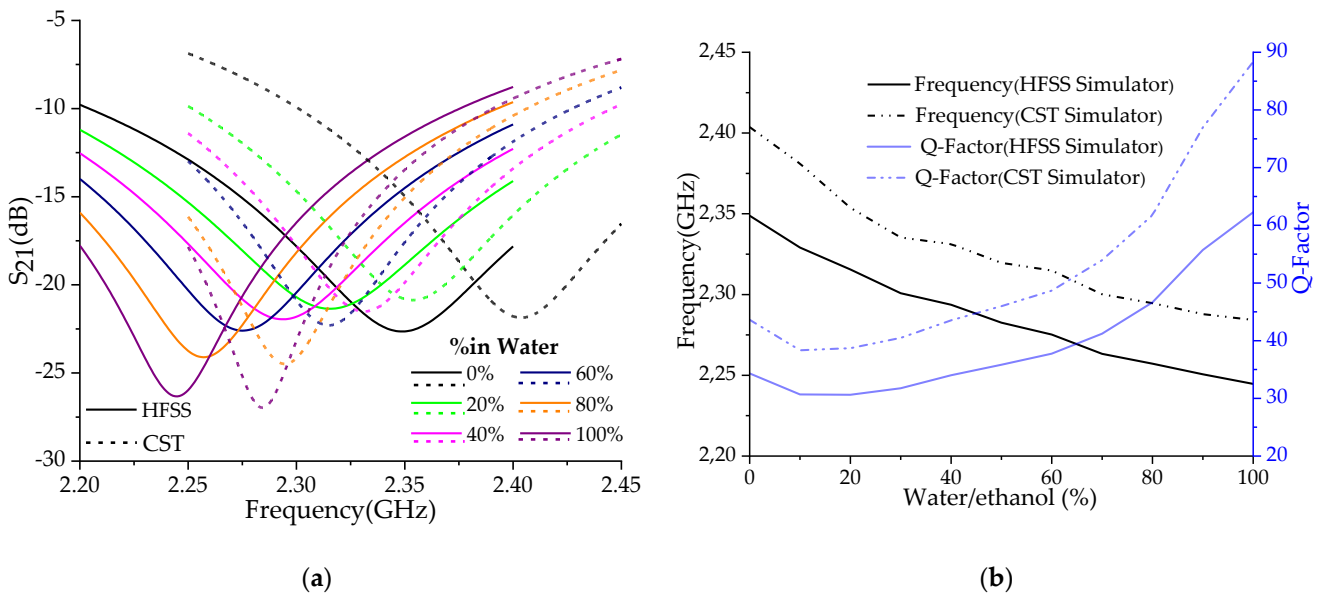 -5
-10
-15
-20
-25
-30
S21(dB)
2.20
2.25
2.30
2.35
2.40
2.45
Frequency(GHz)
HFSS
CST
%in Water
0%
20%
40%
60%
80%
100%
(a)
2,45
2,40
2,35
2,30
2,25
2,20
Frequency(GHz)
Frequency(HFSS Simulator)
Frequency(CST Simulator)
Q-Factor(HFSS Simulator)
Q-Factor(CST Simulator)
90
80
70
60
50
40
30
20
Q-Factor
0
20
40
60
80
100
Water/ethanol (%)
(b)